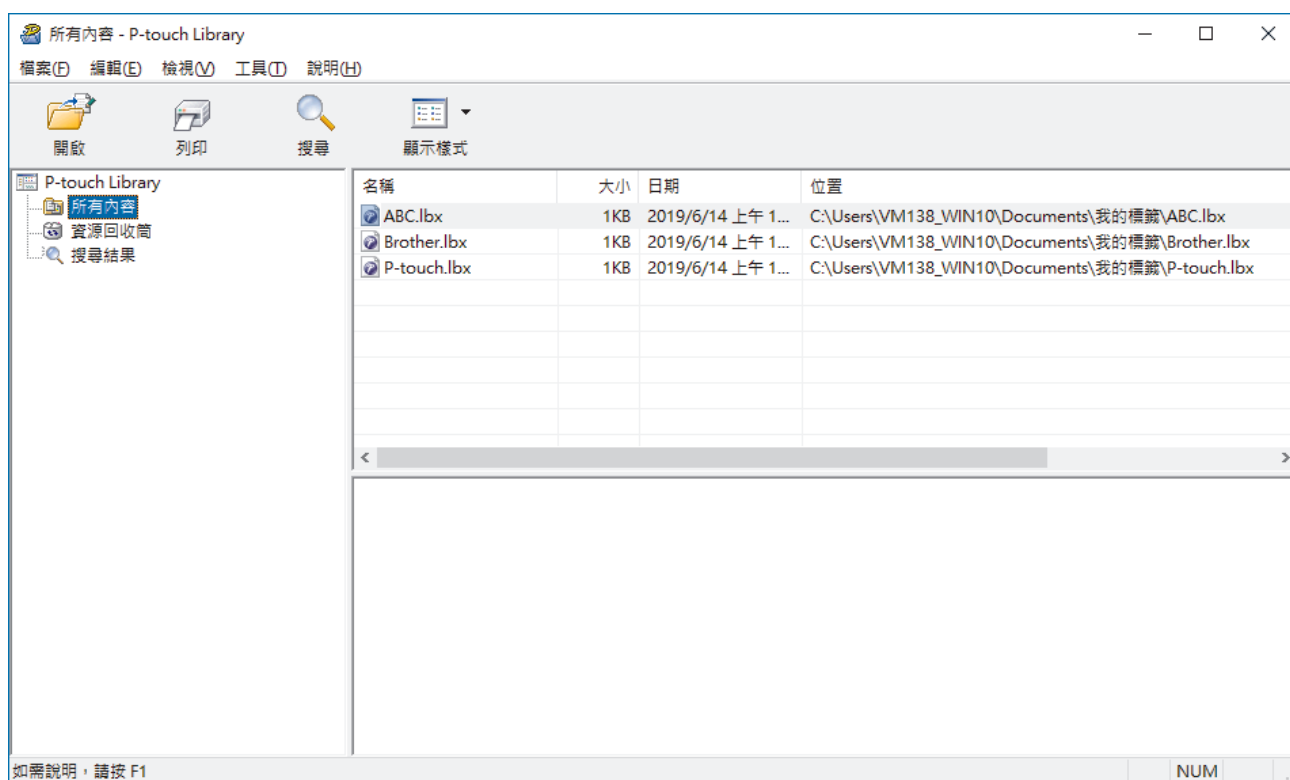 所有內容 - P-touch Library
檔案(F) 編輯(E) 檢視(V) 工具(T) 說明(H)
開啟 列印 搜尋 顯示樣式
P-touch Library
所有內容
資源回收筒
搜尋結果
名稱 大小 日期 位置
ABC.lbx 1KB 2019/6/14 上午 1... C:\Users\VM138_WIN10\Documents\我的標籤\ABC.lbx
Brother.lbx 1KB 2019/6/14 上午 1... C:\Users\VM138_WIN10\Documents\我的標籤\Brother.lbx
P-touch.lbx 1KB 2019/6/14 上午 1... C:\Users\VM138_WIN10\Documents\我的標籤\P-touch.lbx
如需說明，請按 F1 NUM